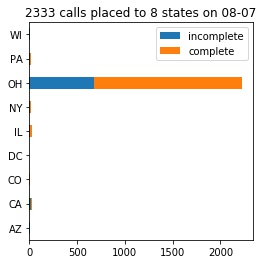 2333 calls placed to 8 states on 08-07
incomplete
complete
WI
PA
OH
NY
IL
DC
CO
CA
AZ
0 500 1000 1500 2000